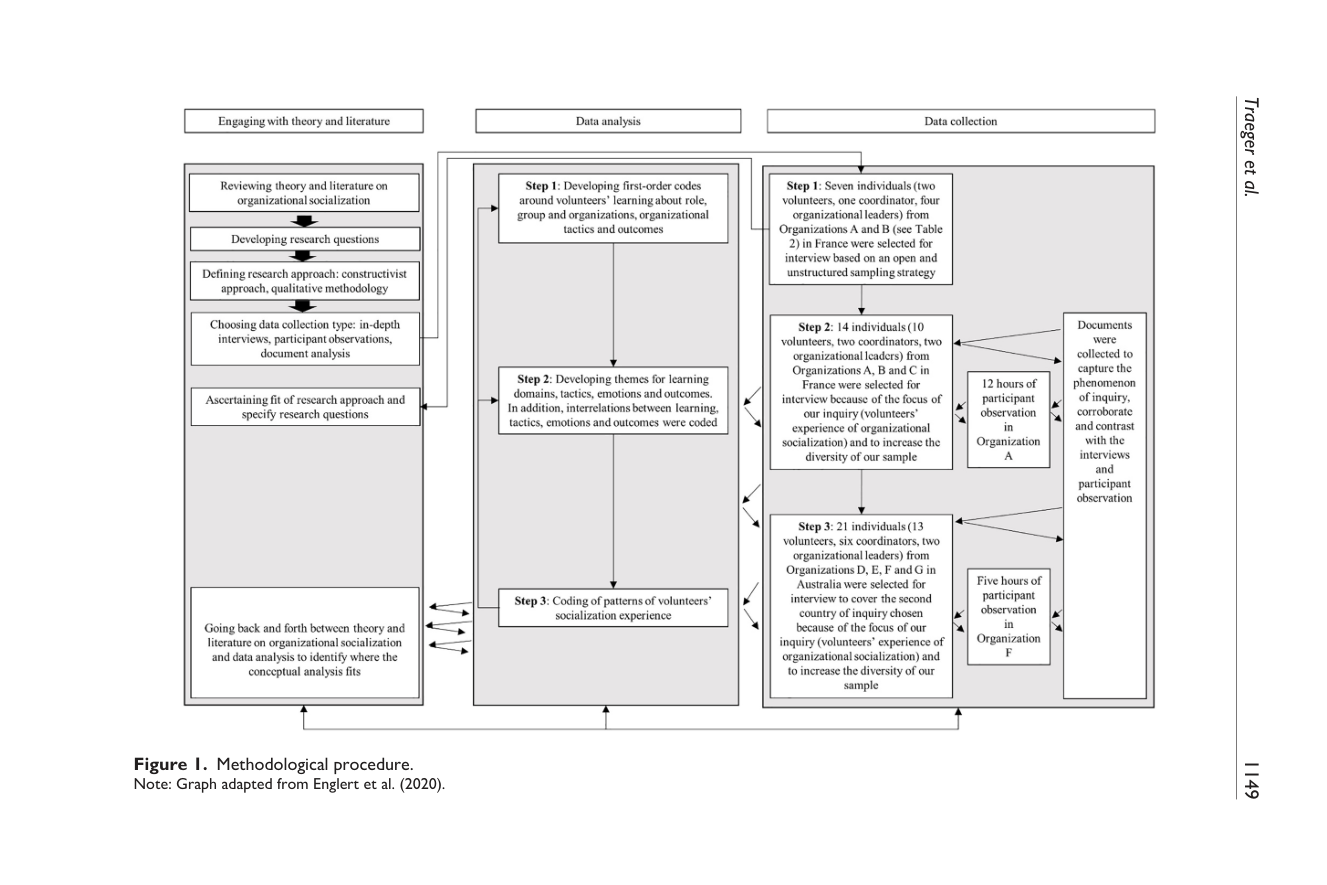 Traeger et al.
1149
Engaging with theory and literature
Data analysis
Data collection
Reviewing theory and literature on
organizational socialization
Developing research questions
Defining research approach: constructivist
approach, qualitative methodology
Choosing data collection type: in-depth
interviews, participant observations,
document analysis
Ascertaining fit of research approach and
specify research questions
Going back and forth between theory and
literature on organizational socialization
and data analysis to identify where the
conceptual analysis fits
Step 1: Developing first-order codes
around volunteers' learning about role,
group and organizations, organizational
tactics and outcomes
Step 2: Developing themes for learning
domains, tactics, emotions and outcomes.
In addition, interrelations between learning,
tactics, emotions and outcomes were coded
Step 3: Coding of patterns of volunteers'
socialization experience
Step 1: Seven individuals (two
volunteers, one coordinator, four
organizational leaders) from
Organizations A and B (see Table
2) in France were selected for
interview based on an open and
unstructured sampling strategy
Step 2: 14 individuals (10
volunteers, two coordinators, two
organizational leaders) from
Organizations A, B and C in
France were selected for
interview because of the focus of
our inquiry (volunteers'
experience of organizational
socialization) and to increase the
diversity of our sample
Step 3: 21 individuals (13
volunteers, six coordinators, two
organizational leaders) from
Organizations D, E, F and G in
Australia were selected for
interview to cover the second
country of inquiry chosen
because of the focus of our
inquiry (volunteers' experience of
organizational socialization) and
to increase the diversity of our
sample
12 hours of
participant
observation
in
Organization
A
Five hours of
participant
observation
in
Organization
F
Documents
were
collected to
capture the
phenomenon
of inquiry,
corroborate
and contrast
with the
interviews
and
participant
observation
Figure 1. Methodological procedure.
Note: Graph adapted from Englert et al. (2020).